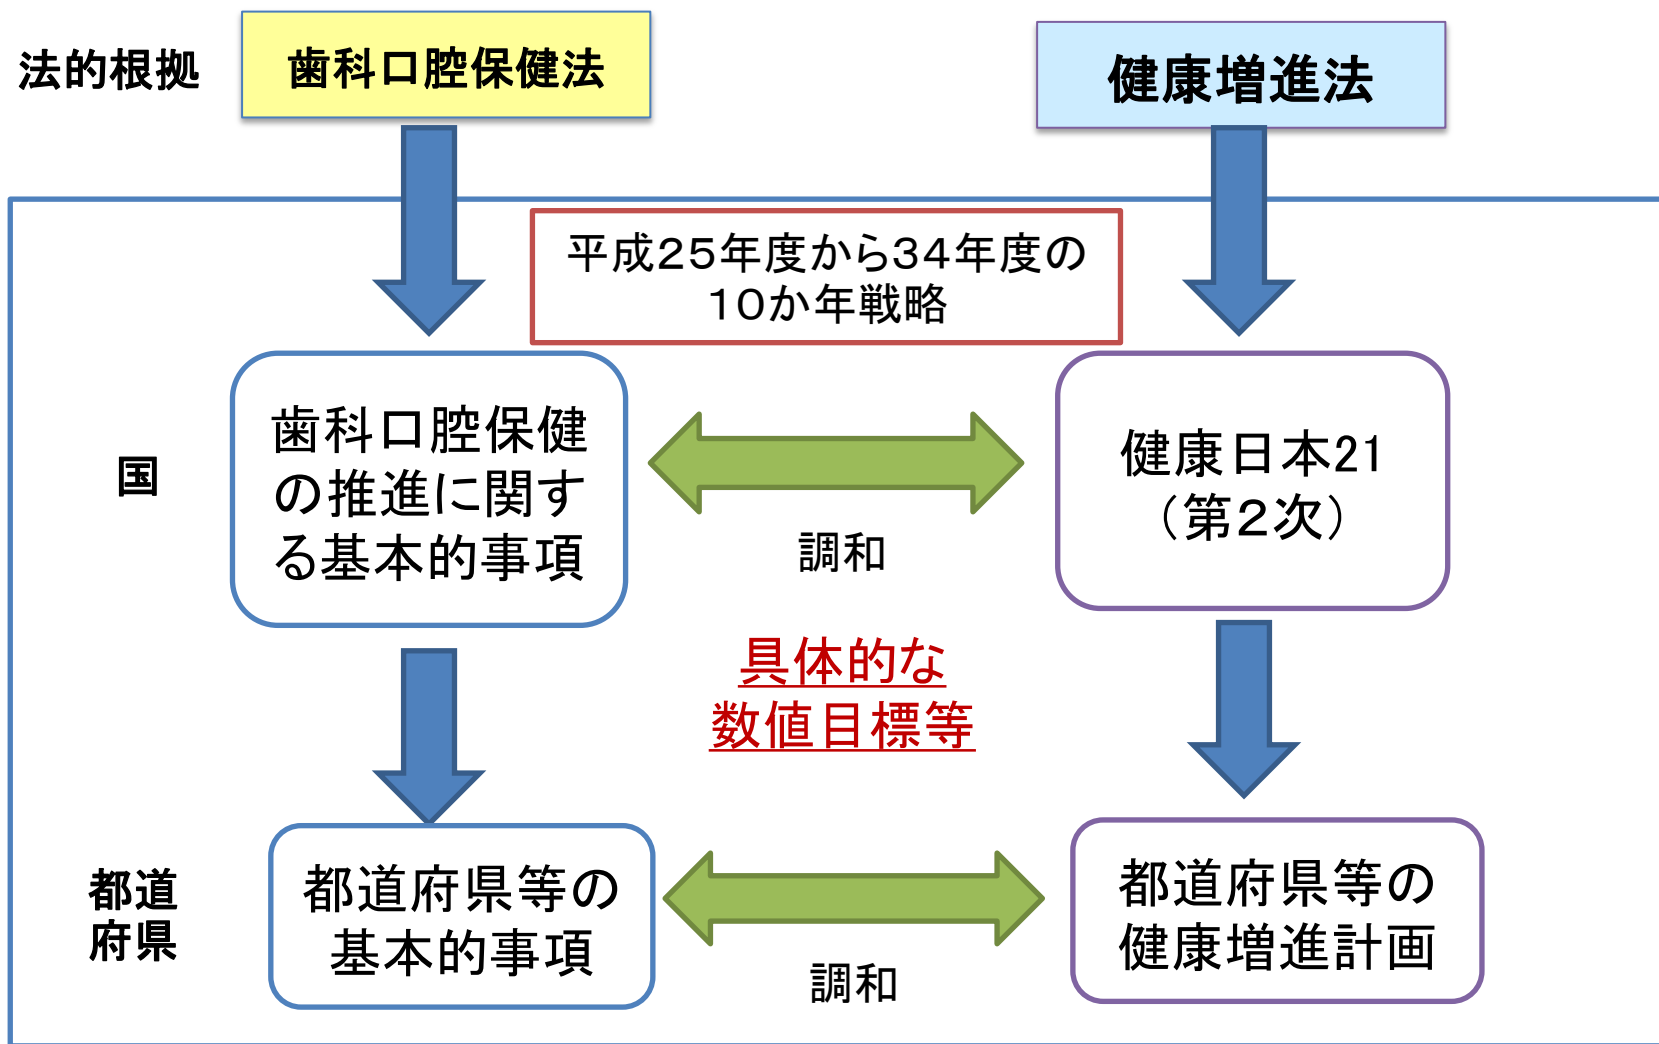 法的根拠
歯科口腔保健法
健康増進法
平成25年度から34年度の
10か年戦略
国
歯科口腔保健
の推進に関す
る基本的事項
調和
健康日本21
（第2次）
具体的な
数値目標等
都道
府県
都道府県等の
基本的事項
調和
都道府県等の
健康増進計画